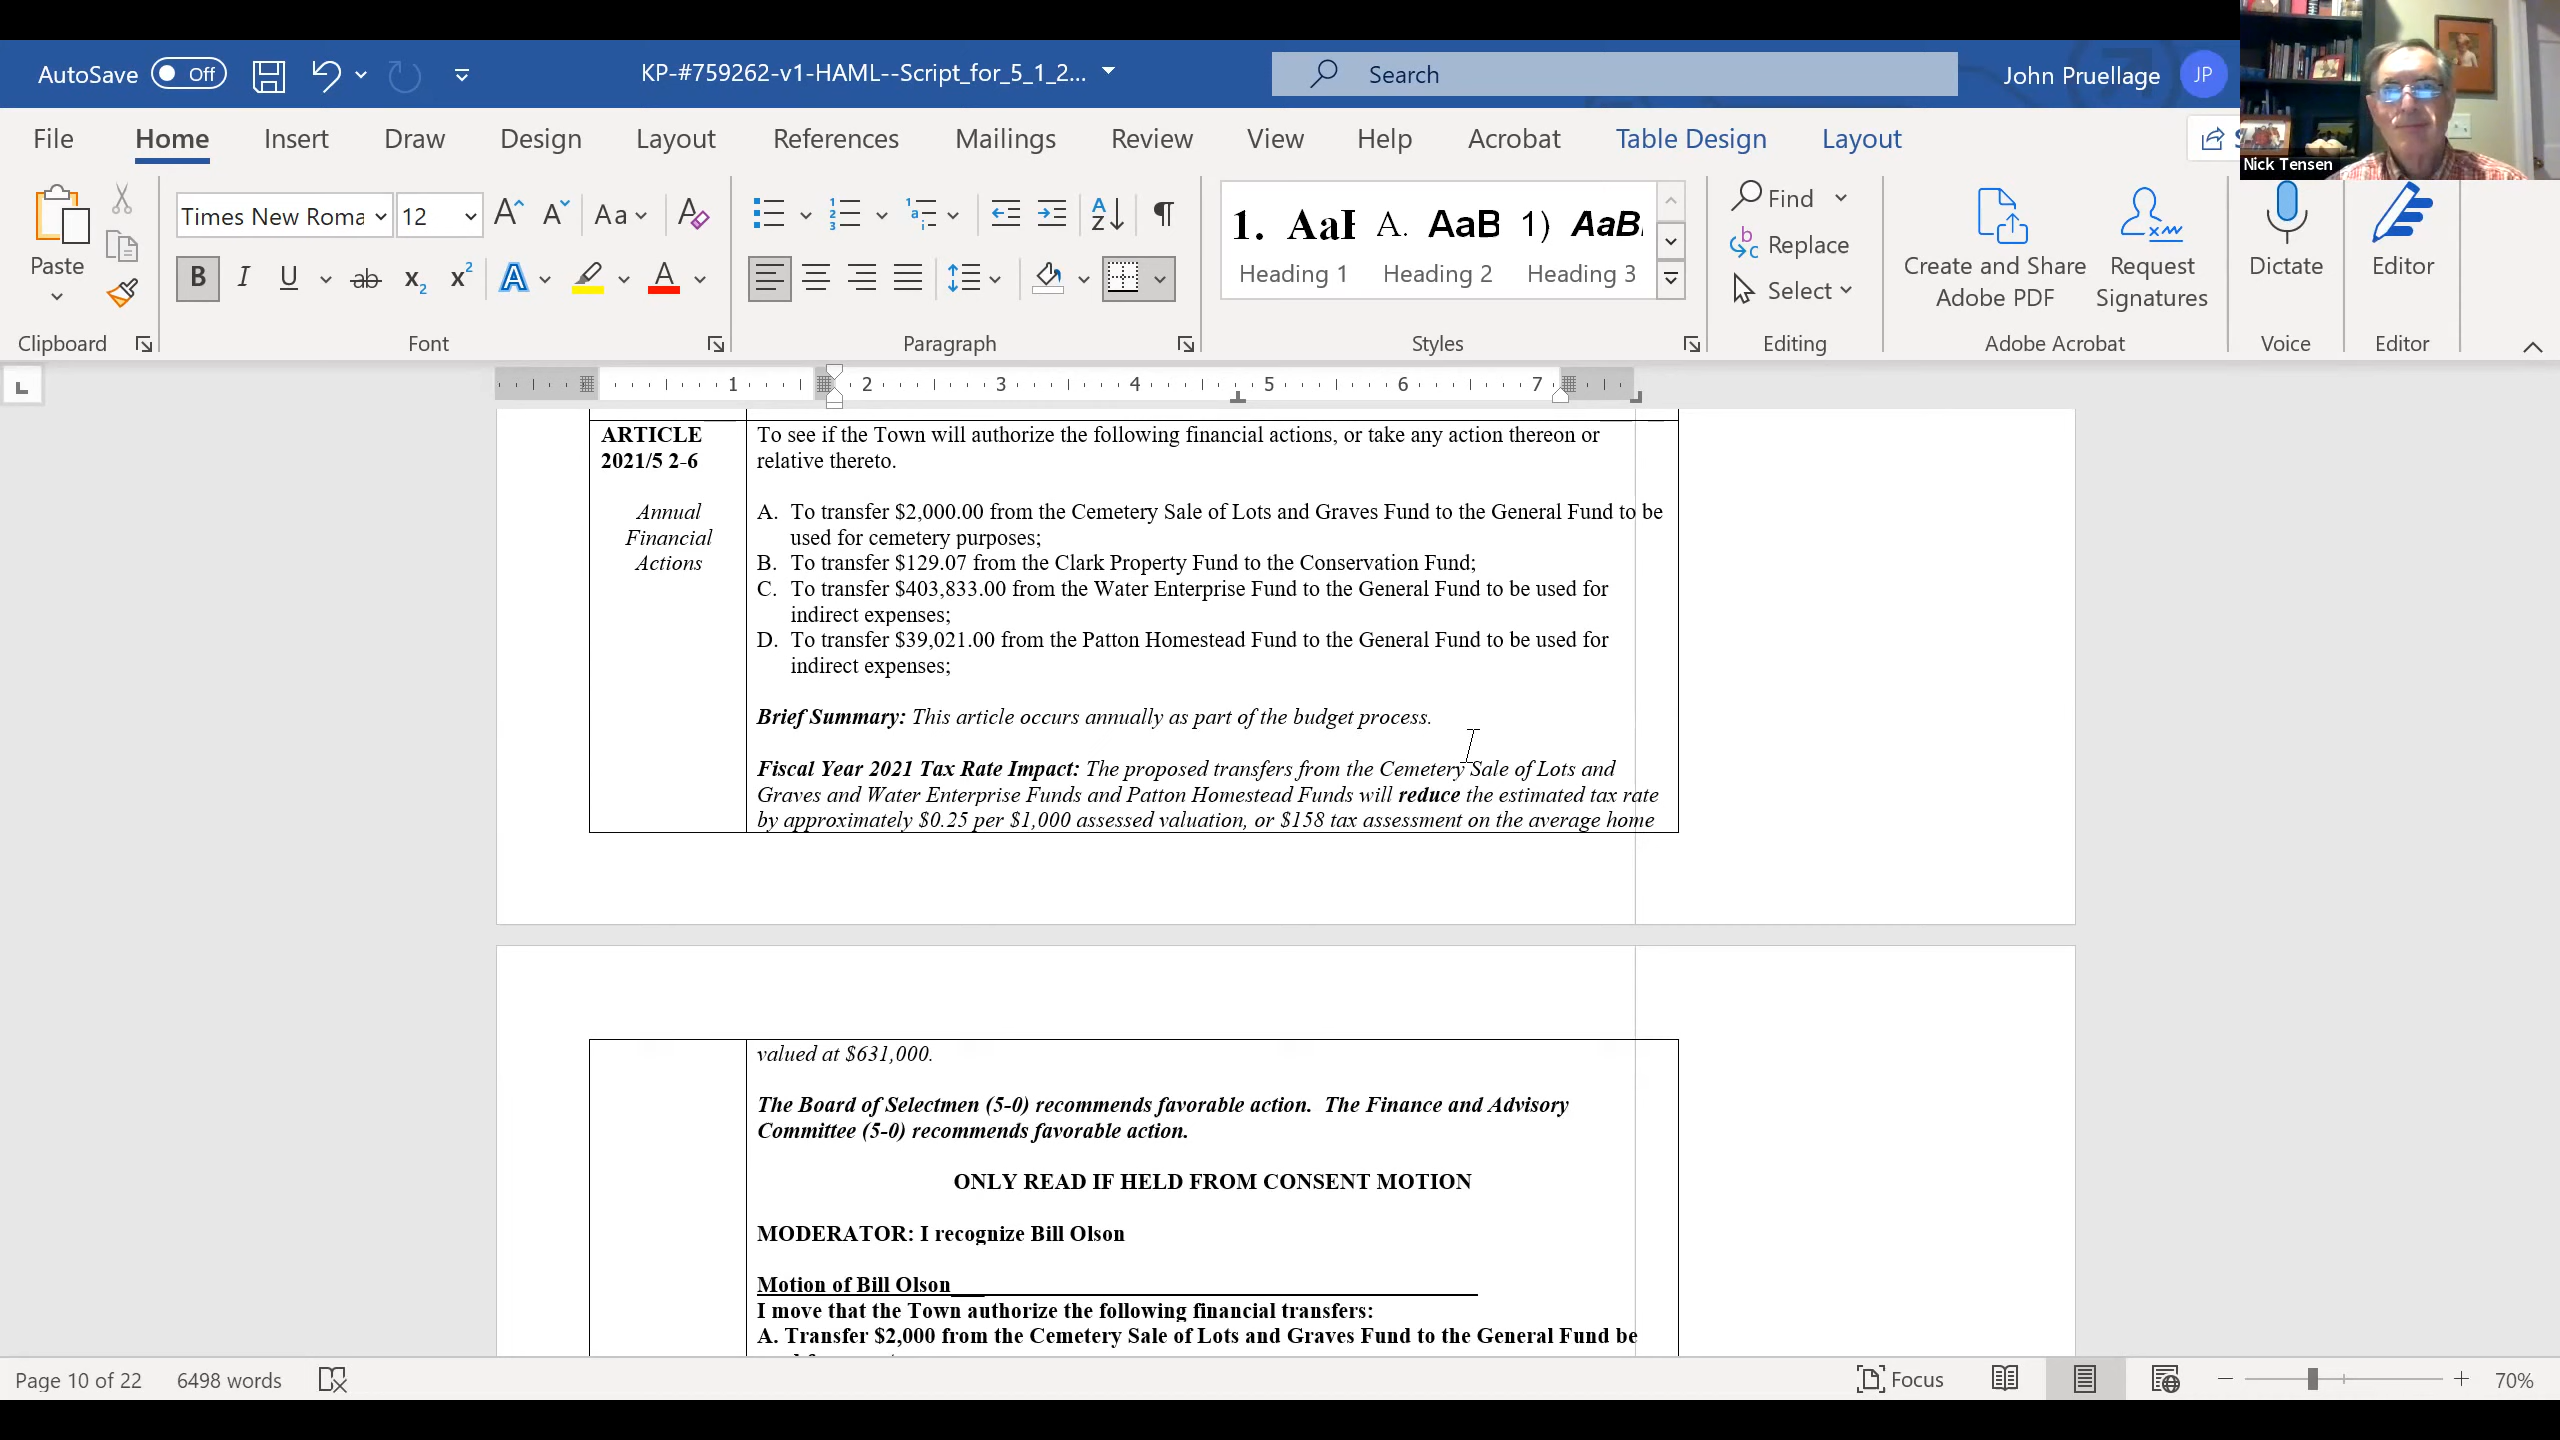 AutoSave Off KP-#759262-v1-HAML--Script_for_5_1_2... Search John Pruellage JP
File Home Insert Draw Design Layout References Mailings Review View Help Acrobat Table Design Layout
Nick Tensen
Paste
Times New Roma 12 Aa
1. AaI A. AaB 1) AaB
Heading 1 Heading 2 Heading 3
Find
Replace
Select
Create and Share
Adobe PDF
Request
Signatures
Dictate
Editor
Clipboard Font Paragraph Styles Editing Adobe Acrobat Voice Editor
1 2 3 4 5 6 7
ARTICLE
2021/5 2-6
Annual
Financial
Actions
To see if the Town will authorize the following financial actions, or take any action thereon or
relative thereto.
A. To transfer $2,000.00 from the Cemetery Sale of Lots and Graves Fund to the General Fund to be
used for cemetery purposes;
B. To transfer $129.07 from the Clark Property Fund to the Conservation Fund;
C. To transfer $403,833.00 from the Water Enterprise Fund to the General Fund to be used for
indirect expenses;
D. To transfer $39,021.00 from the Patton Homestead Fund to the General Fund to be used for
indirect expenses;
Brief Summary: This article occurs annually as part of the budget process.
Fiscal Year 2021 Tax Rate Impact: The proposed transfers from the Cemetery Sale of Lots and
Graves and Water Enterprise Funds and Patton Homestead Funds will reduce the estimated tax rate
by approximately $0.25 per $1,000 assessed valuation, or $158 tax assessment on the average home
valued at $631,000.
The Board of Selectmen (5-0) recommends favorable action. The Finance and Advisory
Committee (5-0) recommends favorable action.
ONLY READ IF HELD FROM CONSENT MOTION
MODERATOR: I recognize Bill Olson
Motion of Bill Olson
I move that the Town authorize the following financial transfers:
A. Transfer $2,000 from the Cemetery Sale of Lots and Graves Fund to the General Fund be
Page 10 of 22 6498 words Focus 70%